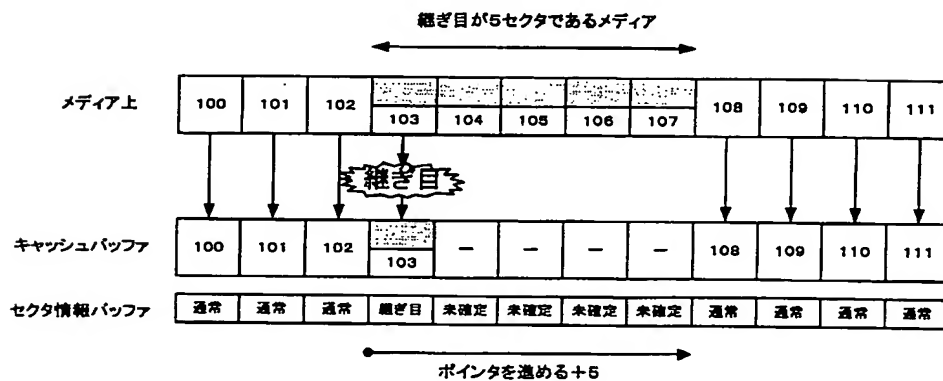 継ぎ目が5セクタであるメディア
メディア上 100 101 102 103 104 105 106 107 108 109 110 111
継ぎ目
キャッシュバッファ 100 101 102 103 － － － － 108 109 110 111
セクタ情報バッファ 通常 通常 通常 継ぎ目 未確定 未確定 未確定 未確定 通常 通常 通常 通常
ポインタを進める＋5